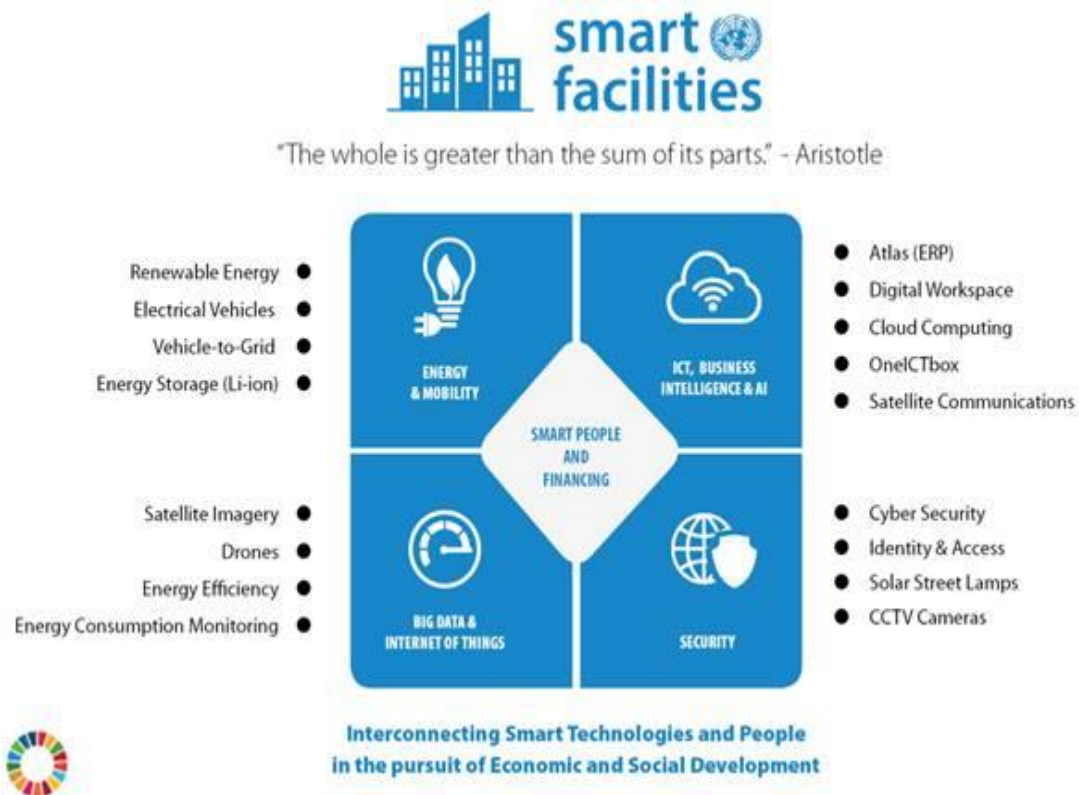 smart
facilities
"The whole is greater than the sum of its parts." - Aristotle
Renewable Energy
Electrical Vehicles
Vehicle-to-Grid
Energy Storage (Li-ion)
ENERGY
& MOBILITY
ICT, BUSINESS
INTELLIGENCE & AI
Atlas (ERP)
Digital Workspace
Cloud Computing
OneICTbox
Satellite Communications
SMART PEOPLE
AND
FINANCING
Satellite Imagery
Drones
Energy Efficiency
Energy Consumption Monitoring
BIG DATA &
INTERNET OF THINGS
SECURITY
Cyber Security
Identity & Access
Solar Street Lamps
CCTV Cameras
Interconnecting Smart Technologies and People
in the pursuit of Economic and Social Development